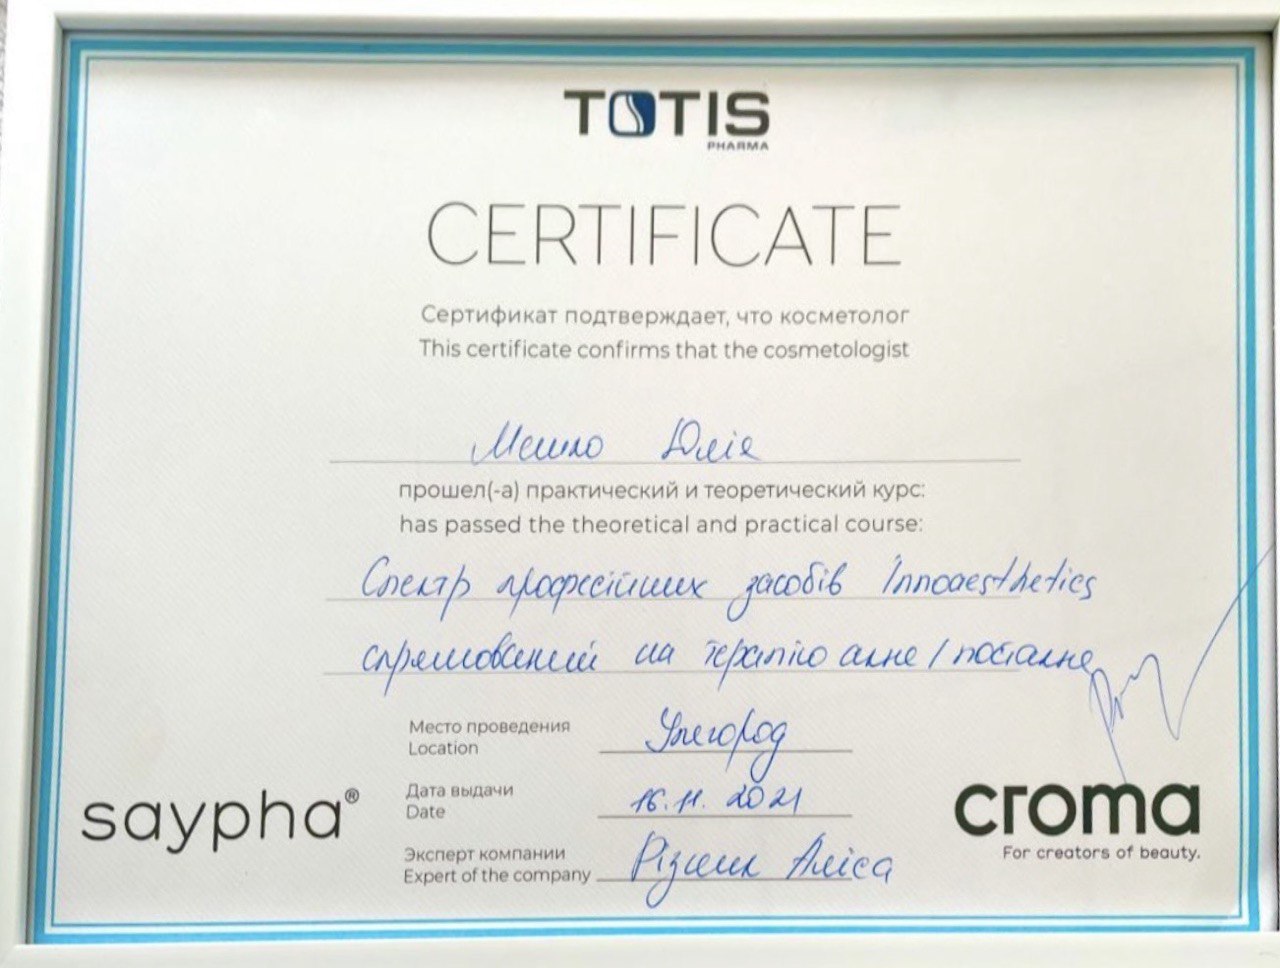 TOTIS
PHARMA
CERTIFICATE
Сертификат подтверждает, что косметолог
This certificate confirms that the cosmetologist
Мешко Юлія
прошел(-а) практический и теоретический курс:
has passed the theoretical and practical course:
Спектр професійних засобів Innoaesthetics
спрямований на терапію акне / постакне
Место проведения
Location
Ужгород
Дата выдачи
Date
16.11.2021
Эксперт компании
Expert of the company
Різник Аліса
saypha®
croma
For creators of beauty.